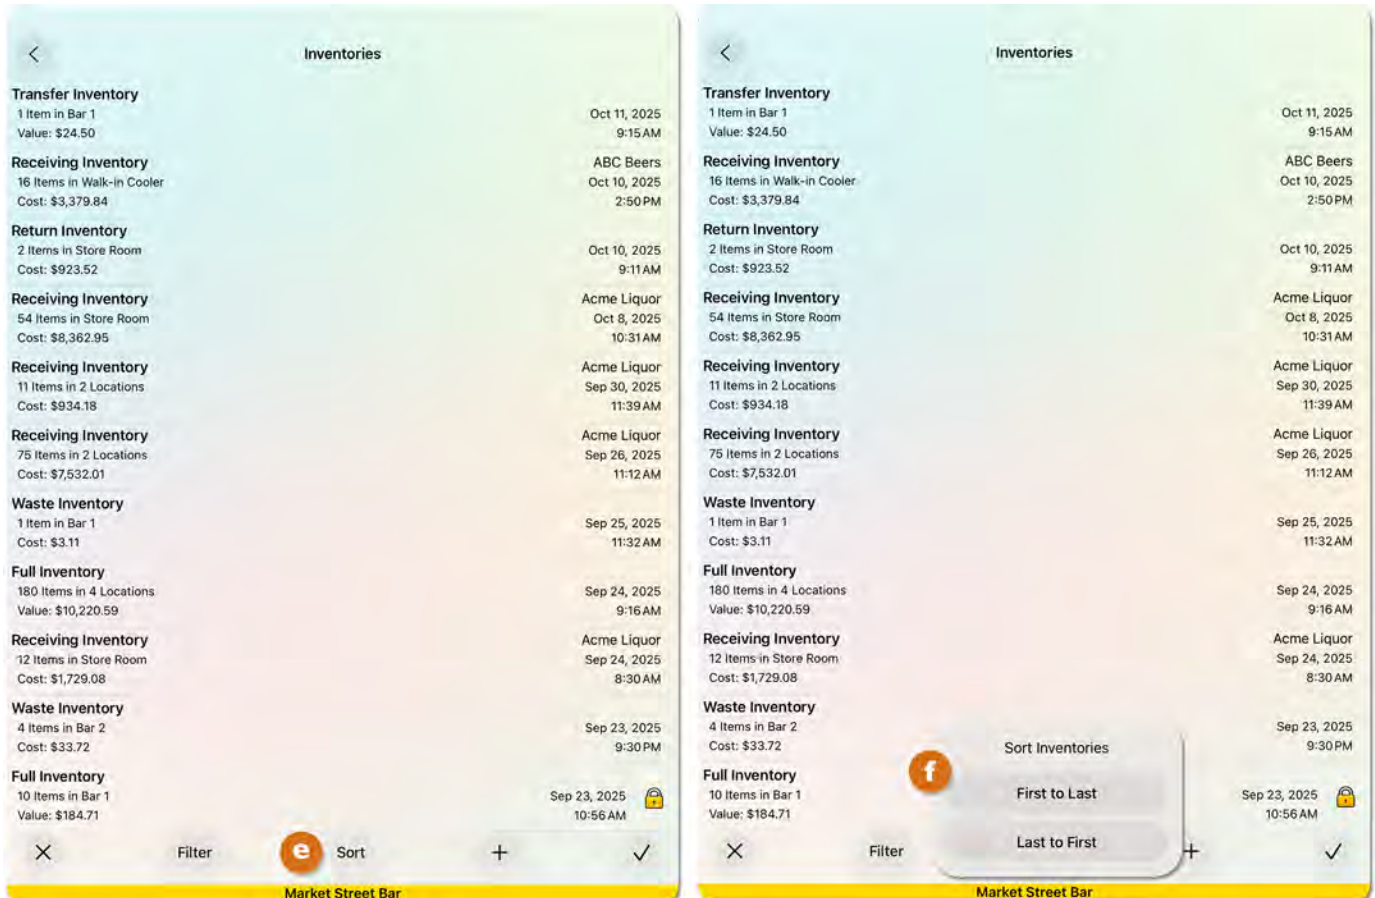 Inventories
Transfer Inventory
1 Item in Bar 1
Oct 11, 2025
Value: $24.50
9:15 AM
Receiving Inventory
ABC Beers
16 Items in Walk-in Cooler
Oct 10, 2025
Cost: $3,379.84
2:50 PM
Return Inventory
2 Items in Store Room
Oct 10, 2025
Cost: $923.52
9:11 AM
Receiving Inventory
Acme Liquor
54 Items in Store Room
Oct 8, 2025
Cost: $8,362.95
10:31 AM
Receiving Inventory
Acme Liquor
11 Items in 2 Locations
Sep 30, 2025
Cost: $934.18
11:39 AM
Receiving Inventory
Acme Liquor
75 Items in 2 Locations
Sep 26, 2025
Cost: $7,532.01
11:12 AM
Waste Inventory
1 Item in Bar 1
Sep 25, 2025
Cost: $3.11
11:32 AM
Full Inventory
180 Items in 4 Locations
Sep 24, 2025
Value: $10,220.59
9:16 AM
Receiving Inventory
Acme Liquor
12 Items in Store Room
Sep 24, 2025
Cost: $1,729.08
8:30 AM
Waste Inventory
4 Items in Bar 2
Sep 23, 2025
Cost: $33.72
9:30 PM
Full Inventory
10 Items in Bar 1
Sep 23, 2025
Value: $184.71
10:56 AM
Filter
e
Sort
Market Street Bar
Inventories
Transfer Inventory
1 Item in Bar 1
Oct 11, 2025
Value: $24.50
9:15 AM
Receiving Inventory
ABC Beers
16 Items in Walk-in Cooler
Oct 10, 2025
Cost: $3,379.84
2:50 PM
Return Inventory
2 Items in Store Room
Oct 10, 2025
Cost: $923.52
9:11 AM
Receiving Inventory
Acme Liquor
54 Items in Store Room
Oct 8, 2025
Cost: $8,362.95
10:31 AM
Receiving Inventory
Acme Liquor
11 Items in 2 Locations
Sep 30, 2025
Cost: $934.18
11:39 AM
Receiving Inventory
Acme Liquor
75 Items in 2 Locations
Sep 26, 2025
Cost: $7,532.01
11:12 AM
Waste Inventory
1 Item in Bar 1
Sep 25, 2025
Cost: $3.11
11:32 AM
Full Inventory
180 Items in 4 Locations
Sep 24, 2025
Value: $10,220.59
9:16 AM
Receiving Inventory
Acme Liquor
12 Items in Store Room
Sep 24, 2025
Cost: $1,729.08
8:30 AM
Waste Inventory
4 Items in Bar 2
Sep 23, 2025
Cost: $33.72
9:30 PM
Full Inventory
10 Items in Bar 1
Sep 23, 2025
Value: $184.71
10:56 AM
f
Sort Inventories
First to Last
Last to First
Filter
Market Street Bar